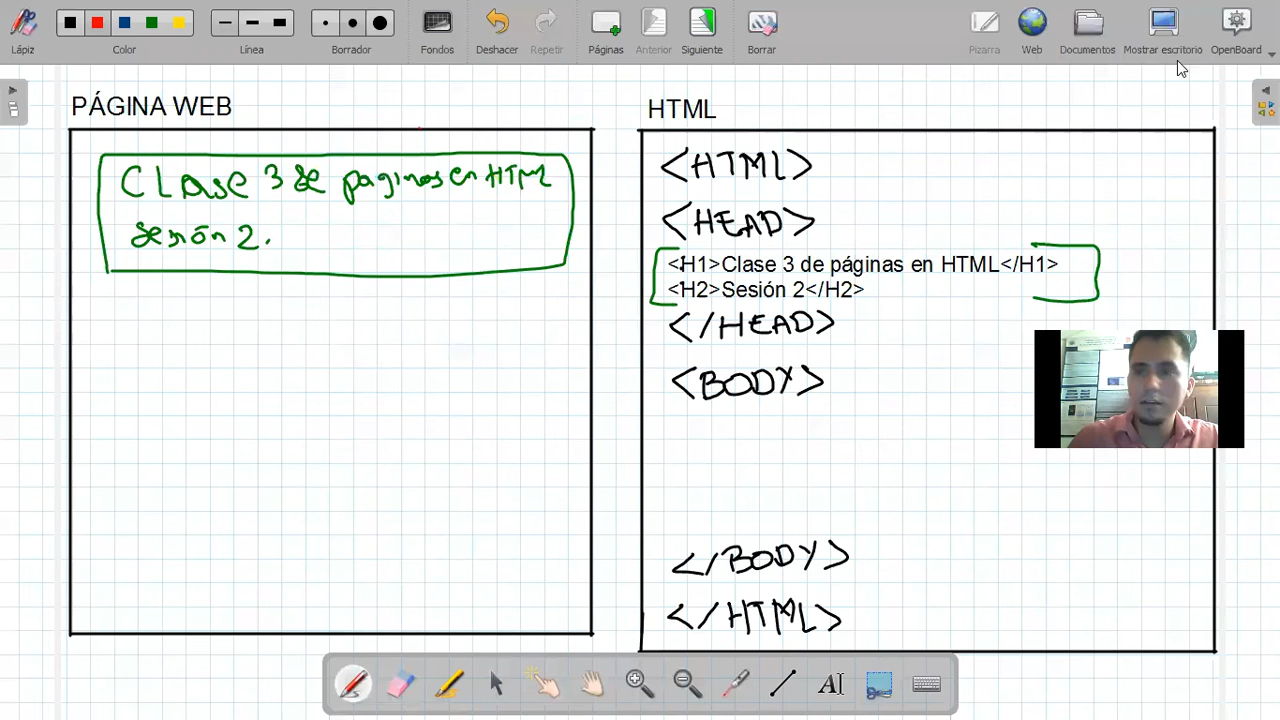 Lápiz
Color
Línea
Borrador
Fondos
Deshacer
Repetir
Páginas
Anterior
Siguiente
Borrar
Pizarra
Web
Documentos
Mostrar escritorio
OpenBoard
PÁGINA WEB
CLase 3 de paginas en HTML
Sesión 2.
HTML
<HTML>
<HEAD>
<H1>Clase 3 de páginas en HTML</H1>
<H2>Sesión 2</H2>
</HEAD>
<BODY>
</BODY>
</HTML>